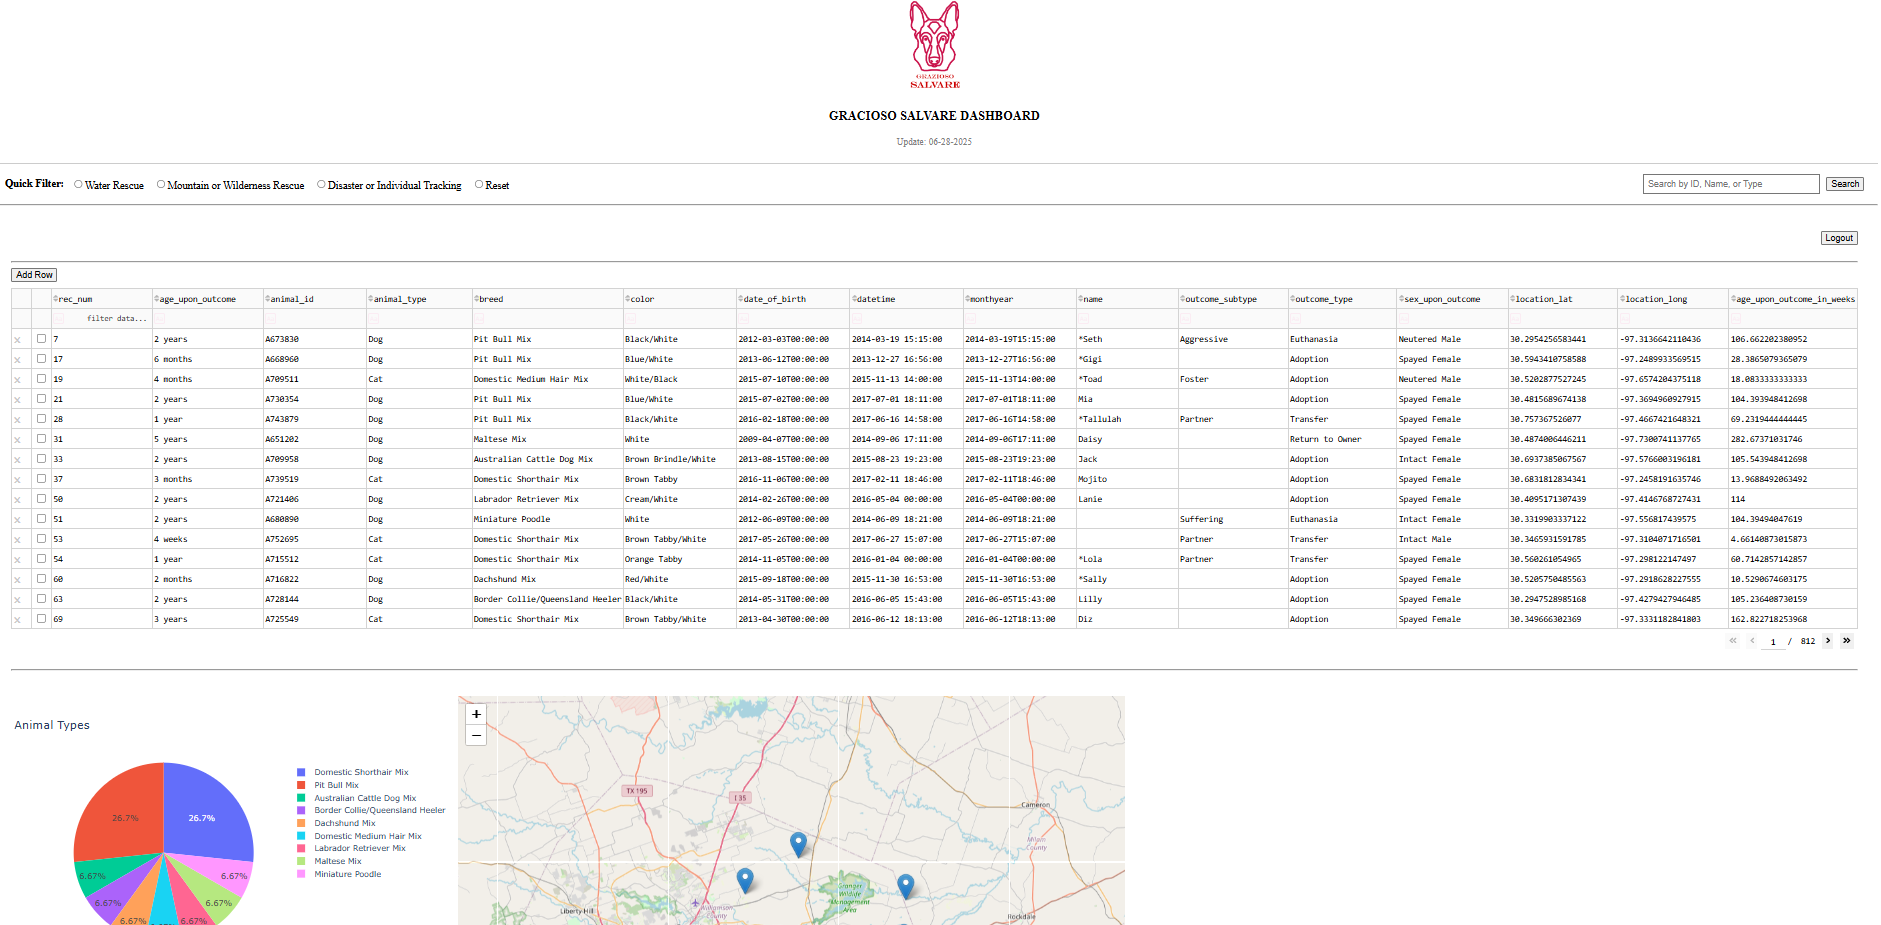 GRAZIOSO
SALVARE
GRACIOSO SALVARE DASHBOARD
Update: 06-28-2025
Quick Filter: Water Rescue Mountain or Wilderness Rescue Disaster or Individual Tracking Reset Search by ID, Name, or Type Search
Logout
Add Row
rec_num age_upon_outcome animal_id animal_type breed color date_of_birth datetime monthyear name outcome_subtype outcome_type sex_upon_outcome location_lat location_long age_upon_outcome_in_weeks
filter data...
x 7 2 years A673830 Dog Pit Bull Mix Black/White 2012-03-03T00:00:00 2014-03-19 15:15:00 2014-03-19T15:15:00 *Seth Aggressive Euthanasia Neutered Male 30.2954256583441 -97.3136642110436 106.662202380952
x 17 6 months A668960 Dog Pit Bull Mix Blue/White 2013-06-12T00:00:00 2013-12-27 16:56:00 2013-12-27T16:56:00 *Gigi Adoption Spayed Female 30.5943410758588 -97.2489933569515 28.3865079365079
x 19 4 months A709511 Cat Domestic Medium Hair Mix White/Black 2015-07-10T00:00:00 2015-11-13 14:00:00 2015-11-13T14:00:00 *Toad Foster Adoption Neutered Male 30.5202877527245 -97.6574204375118 18.0833333333333
x 21 2 years A730354 Dog Pit Bull Mix Blue/White 2015-07-02T00:00:00 2017-07-01 18:11:00 2017-07-01T18:11:00 Mia Adoption Spayed Female 30.4815689674138 -97.3694960927915 104.393948412698
x 28 1 year A743879 Dog Pit Bull Mix Black/White 2016-02-18T00:00:00 2017-06-16 14:58:00 2017-06-16T14:58:00 *Tallulah Partner Transfer Spayed Female 30.757367526077 -97.4667421648321 69.2319444444445
x 31 5 years A651202 Dog Maltese Mix White 2009-04-07T00:00:00 2014-09-06 17:11:00 2014-09-06T17:11:00 Daisy Return to Owner Spayed Female 30.4874006446211 -97.7300741137765 282.67371031746
x 33 2 years A709958 Dog Australian Cattle Dog Mix Brown Brindle/White 2013-08-15T00:00:00 2015-08-23 19:23:00 2015-08-23T19:23:00 Jack Adoption Intact Female 30.6937385067567 -97.5766003196181 105.543948412698
x 37 3 months A739519 Cat Domestic Shorthair Mix Brown Tabby 2016-11-06T00:00:00 2017-02-11 18:46:00 2017-02-11T18:46:00 Mojito Adoption Spayed Female 30.6831812834341 -97.2458191635746 13.9688492063492
x 50 2 years A721406 Dog Labrador Retriever Mix Cream/White 2014-02-26T00:00:00 2016-05-04 00:00:00 2016-05-04T00:00:00 Lanie Adoption Spayed Female 30.4095171307439 -97.4146768727431 114
x 51 2 years A680890 Dog Miniature Poodle White 2012-06-09T00:00:00 2014-06-09 18:21:00 2014-06-09T18:21:00 Suffering Euthanasia Intact Female 30.3319903337122 -97.556817439575 104.39494047619
x 53 4 weeks A752695 Cat Domestic Shorthair Mix Brown Tabby/White 2017-05-26T00:00:00 2017-06-27 15:07:00 2017-06-27T15:07:00 Partner Transfer Intact Male 30.3465931591785 -97.3104071716501 4.66140873015873
x 54 1 year A715512 Cat Domestic Shorthair Mix Orange Tabby 2014-11-05T00:00:00 2016-01-04 00:00:00 2016-01-04T00:00:00 *Lola Partner Transfer Spayed Female 30.560261054965 -97.298122147497 60.7142857142857
x 60 2 months A716822 Dog Dachshund Mix Red/White 2015-09-18T00:00:00 2015-11-30 16:53:00 2015-11-30T16:53:00 *Sally Adoption Spayed Female 30.5205750485563 -97.2918628227555 10.5290674603175
x 63 2 years A728144 Dog Border Collie/Queensland Heeler Black/White 2014-05-31T00:00:00 2016-06-05 15:43:00 2016-06-05T15:43:00 Lilly Adoption Spayed Female 30.2947528985168 -97.4279427946485 105.236408730159
x 69 3 years A725549 Cat Domestic Shorthair Mix Brown Tabby/White 2013-04-30T00:00:00 2016-06-12 18:13:00 2016-06-12T18:13:00 Diz Adoption Spayed Female 30.349666302369 -97.3331182841803 162.822718253968
1 / 812
Animal Types
26.7% 26.7%
6.67% 6.67%
6.67% 6.67%
6.67% 6.67%
Domestic Shorthair Mix
Pit Bull Mix
Australian Cattle Dog Mix
Border Collie/Queensland Heeler
Dachshund Mix
Domestic Medium Hair Mix
Labrador Retriever Mix
Maltese Mix
Miniature Poodle
+
−
TX 195
I 35
Cameron
Milam
County
Granger
Wildlife
Management
Area
Williamson
County
Liberty Hill
Rockdale